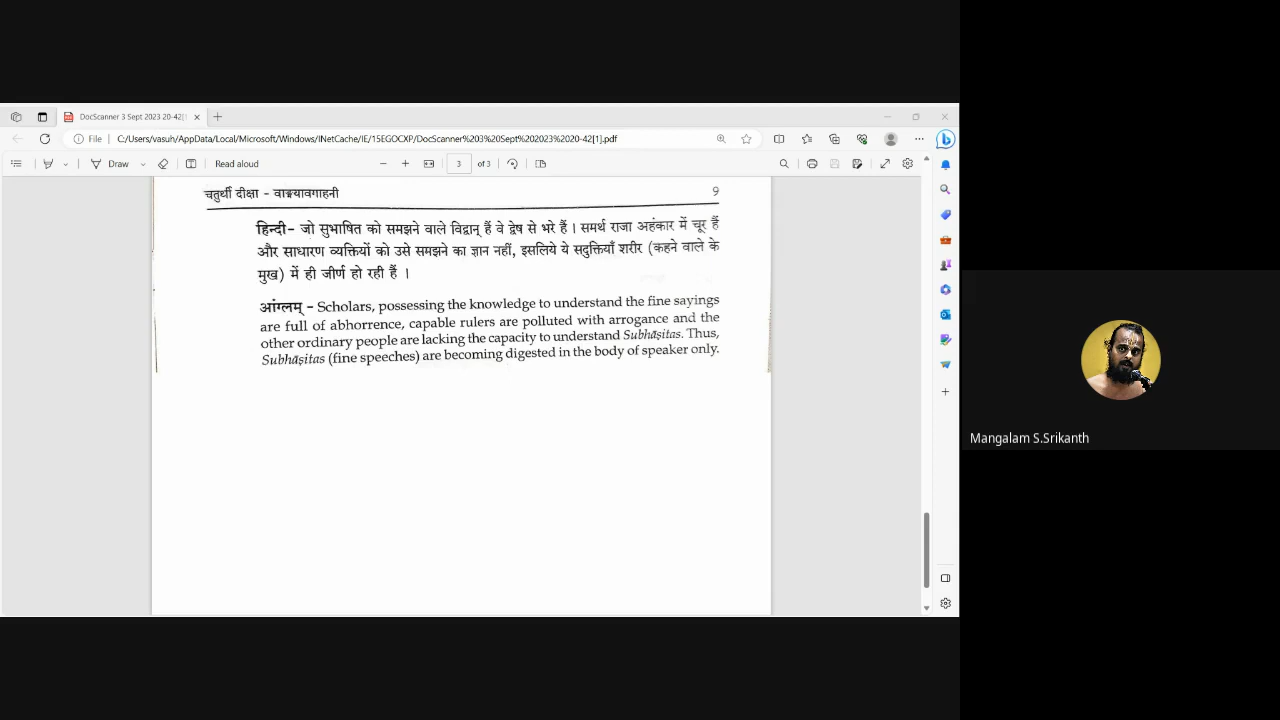 DocScanner 3 Sept 2023 20-42[1
File
C:/Users/vasuh/AppData/Local/Microsoft/Windows/INetCache/IE/15EGOCXP/DocScanner%203%20Sept%202023%2020-42[1].pdf
Draw
Read aloud
3 of 3
चतुर्थी दीक्षा - वाङ्मयावगाहनी 9
हिन्दी- जो सुभाषित को समझने वाले विद्वान् हैं वे द्वेष से भरे हैं । समर्थ राजा अहंकार में चूर हैं
और साधारण व्यक्तियों को उसे समझने का ज्ञान नहीं, इसलिये ये सदुक्तियाँ शरीर (कहने वाले के
मुख) में ही जीर्ण हो रही हैं ।
आंग्लम् - Scholars, possessing the knowledge to understand the fine sayings
are full of abhorrence, capable rulers are polluted with arrogance and the
other ordinary people are lacking the capacity to understand Subhāṣitas. Thus,
Subhāṣitas (fine speeches) are becoming digested in the body of speaker only.
Mangalam S.Srikanth